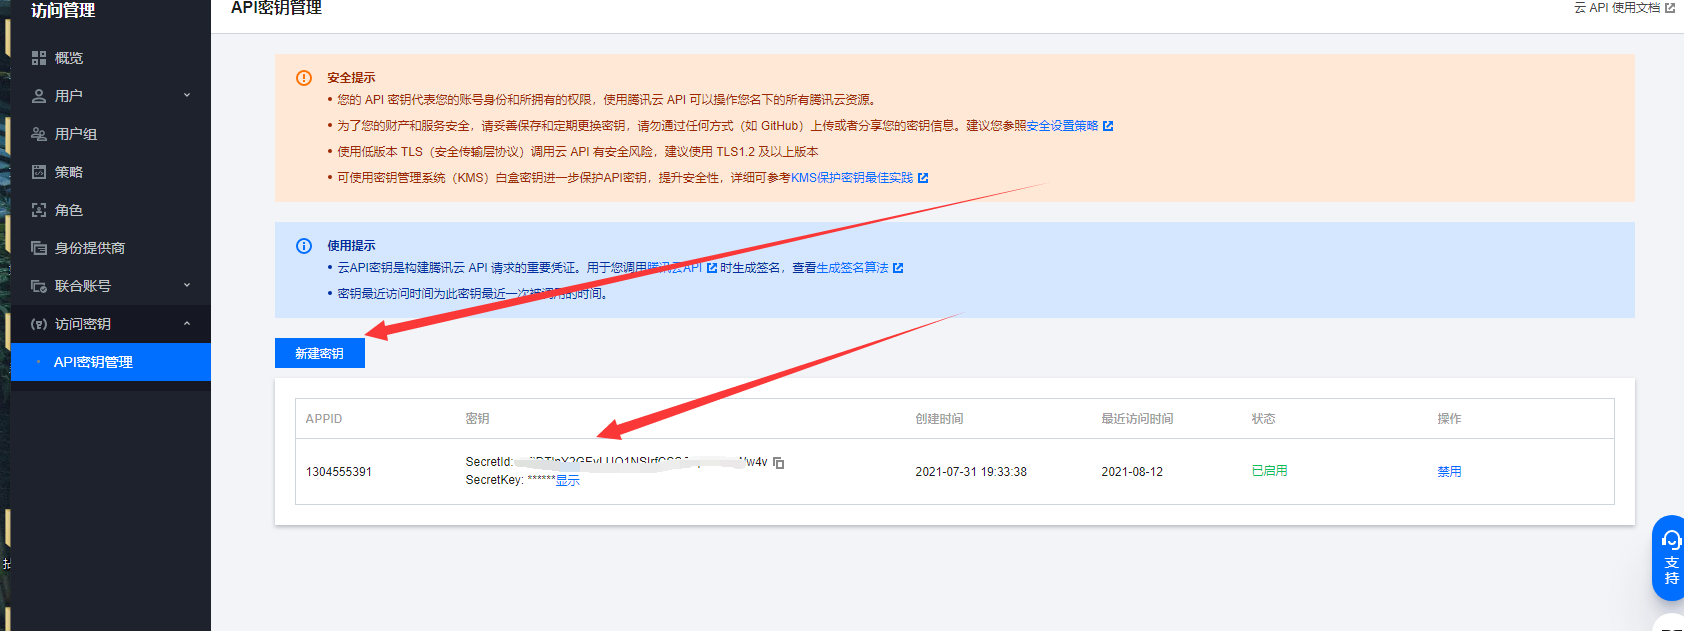 访问管理
API密钥管理
云 API 使用文档
概览
用户
用户组
策略
角色
身份提供商
联合账号
访问密钥
API密钥管理
安全提示
• 您的 API 密钥代表您的账号身份和所拥有的权限，使用腾讯云 API 可以操作您名下的所有腾讯云资源。
• 为了您的财产和服务安全，请妥善保存和定期更换密钥，请勿通过任何方式（如 GitHub）上传或者分享您的密钥信息。建议您参照安全设置策略
• 使用低版本 TLS（安全传输层协议）调用云 API 有安全风险，建议使用 TLS1.2 及以上版本
• 可使用密钥管理系统（KMS）白盒密钥进一步保护API密钥，提升安全性，详细可参考KMS保护密钥最佳实践
使用提示
• 云API密钥是构建腾讯云 API 请求的重要凭证。用于您调用腾讯云API 时生成签名，查看生成签名算法
• 密钥最近访问时间为此密钥最近一次被调用的时间。
新建密钥
APPID 密钥 创建时间 最近访问时间 状态 操作
SecretId:
1304555391 2021-07-31 19:33:38 2021-08-12 已启用 禁用
SecretKey: ******显示
支持